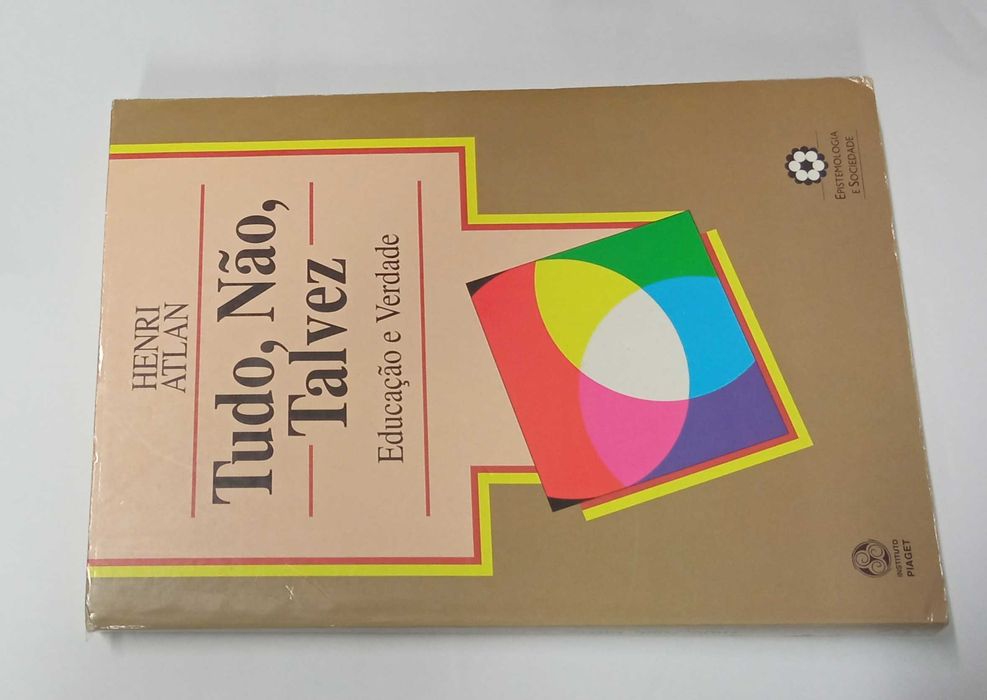 HENRI
ATLAN
Tudo, Não,
Talvez
Educação e Verdade
EPISTEMOLOGIA
E SOCIEDADE
INSTITUTO
PIAGET